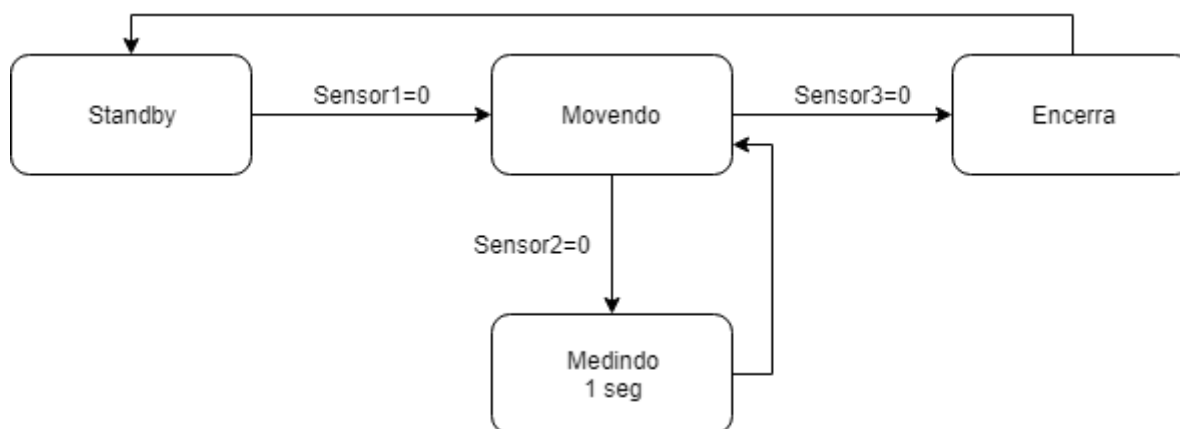 Standby
Sensor1=0
Movendo
Sensor3=0
Encerra
Sensor2=0
Medindo
1 seg